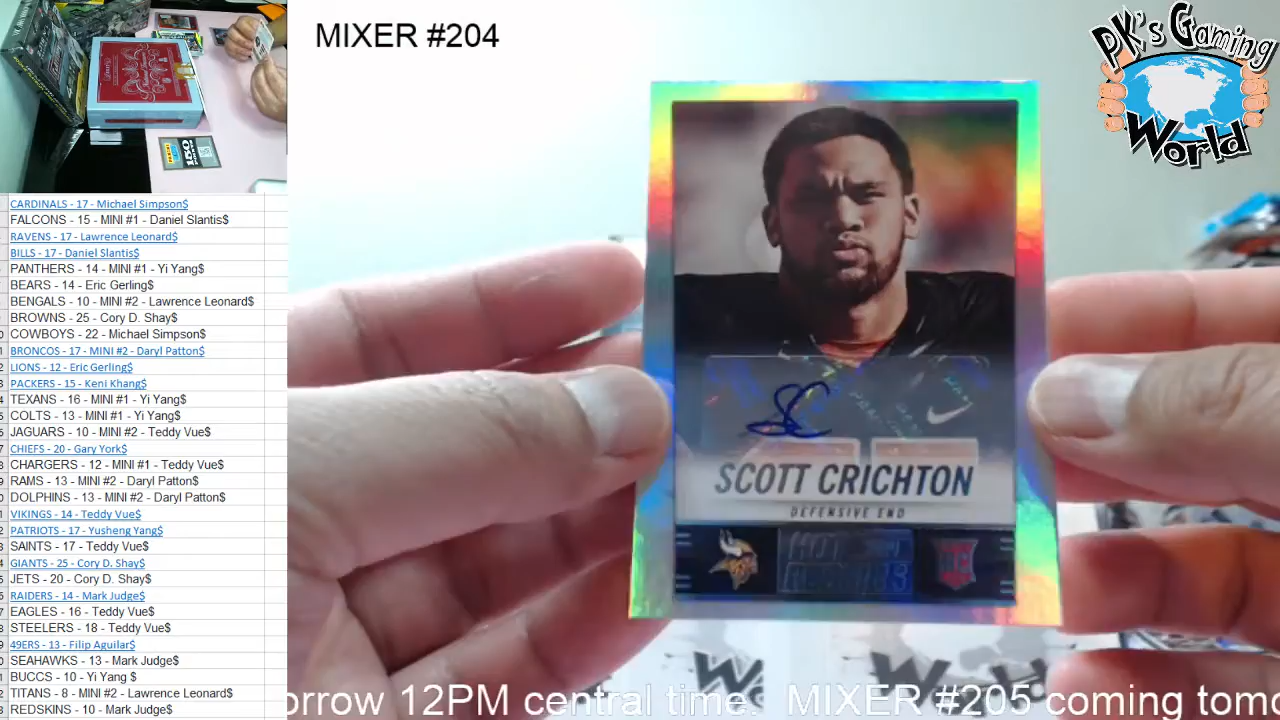 MIXER #204
PK's Gaming
World
CARDINALS - 17 - Michael Simpson$
FALCONS - 15 - MINI #1 - Daniel Slantis$
RAVENS - 17 - Lawrence Leonard$
BILLS - 17 - Daniel Slantis$
PANTHERS - 14 - MINI #1 - Yi Yang$
BEARS - 14 - Eric Gerling$
BENGALS - 10 - MINI #2 - Lawrence Leonard$
BROWNS - 25 - Cory D. Shay$
COWBOYS - 22 - Michael Simpson$
BRONCOS - 17 - MINI #2 - Daryl Patton$
LIONS - 12 - Eric Gerling$
PACKERS - 15 - Keni Khang$
TEXANS - 16 - MINI #1 - Yi Yang$
COLTS - 13 - MINI #1 - Yi Yang$
JAGUARS - 10 - MINI #2 - Teddy Vue$
CHIEFS - 20 - Gary York$
CHARGERS - 12 - MINI #1 - Teddy Vue$
RAMS - 13 - MINI #2 - Daryl Patton$
DOLPHINS - 13 - MINI #2 - Daryl Patton$
VIKINGS - 14 - Teddy Vue$
PATRIOTS - 17 - Yusheng Yang$
SAINTS - 17 - Teddy Vue$
GIANTS - 25 - Cory D. Shay$
JETS - 20 - Cory D. Shay$
RAIDERS - 14 - Mark Judge$
EAGLES - 16 - Teddy Vue$
STEELERS - 18 - Teddy Vue$
49ERS - 13 - Filip Aguilar$
SEAHAWKS - 13 - Mark Judge$
BUCCS - 10 - Yi Yang $
TITANS - 8 - MINI #2 - Lawrence Leonard$
REDSKINS - 10 - Mark Judge$
SC
SCOTT CRICHTON
DEFENSIVE END
HOT
RC
orrow 12PM central time. MIXER #205 coming tomo